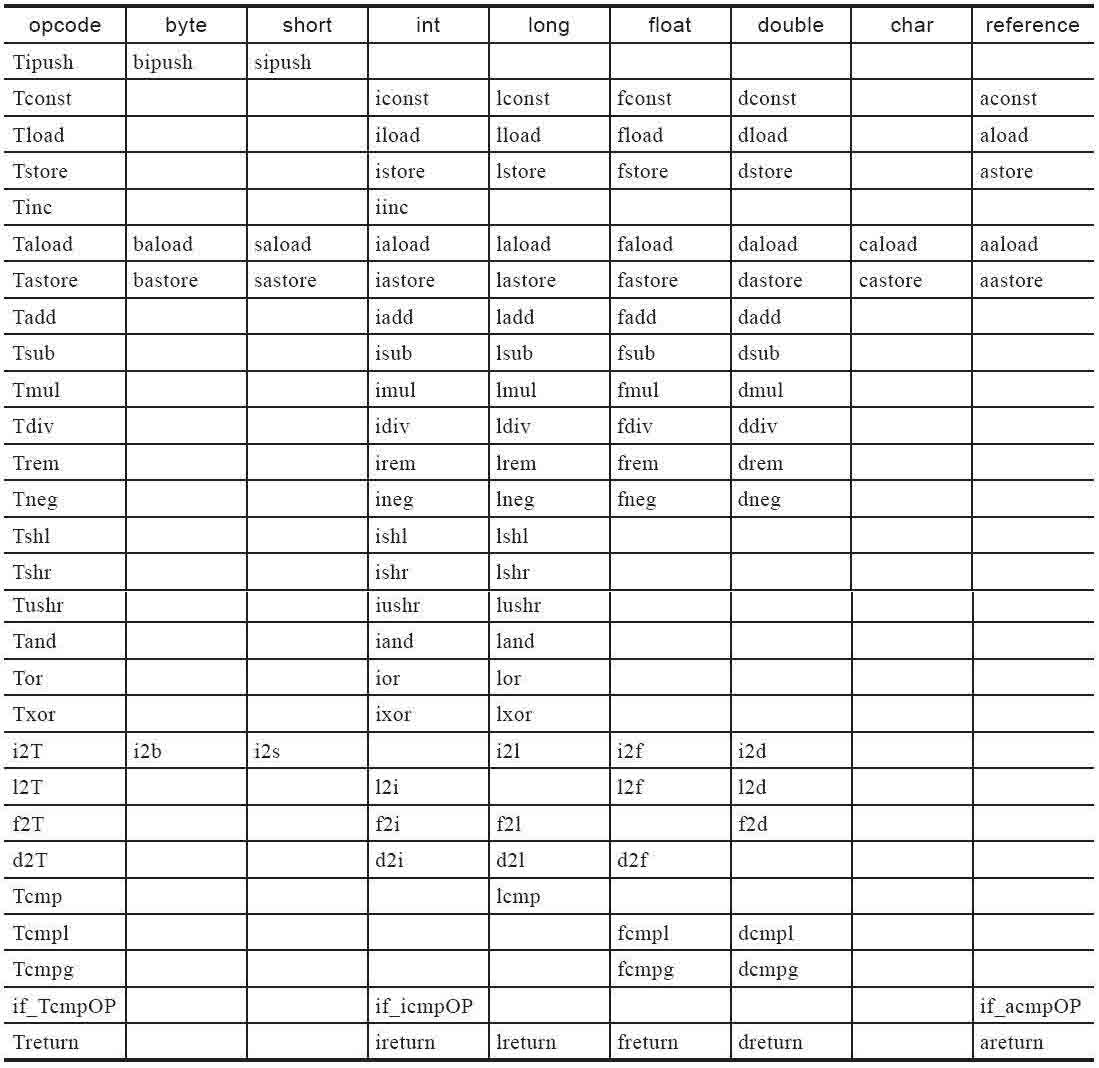 opcode byte short int long float double char reference
Tipush bipush sipush
Tconst iconst lconst fconst dconst aconst
Tload iload lload fload dload aload
Tstore istore lstore fstore dstore astore
Tinc iinc
Taload baload saload iaload laload faload daload caload aaload
Tastore bastore sastore iastore lastore fastore dastore castore aastore
Tadd iadd ladd fadd dadd
Tsub isub lsub fsub dsub
Tmul imul lmul fmul dmul
Tdiv idiv ldiv fdiv ddiv
Trem irem lrem frem drem
Tneg ineg lneg fneg dneg
Tshl ishl lshl
Tshr ishr lshr
Tushr iushr lushr
Tand iand land
Tor ior lor
Txor ixor lxor
i2T i2b i2s i2l i2f i2d
l2T l2i l2f l2d
f2T f2i f2l f2d
d2T d2i d2l d2f
Tcmp lcmp
Tcmpl fcmpl dcmpl
Tcmpg fcmpg dcmpg
if_TcmpOP if_icmpOP if_acmpOP
Treturn ireturn lreturn freturn dreturn areturn